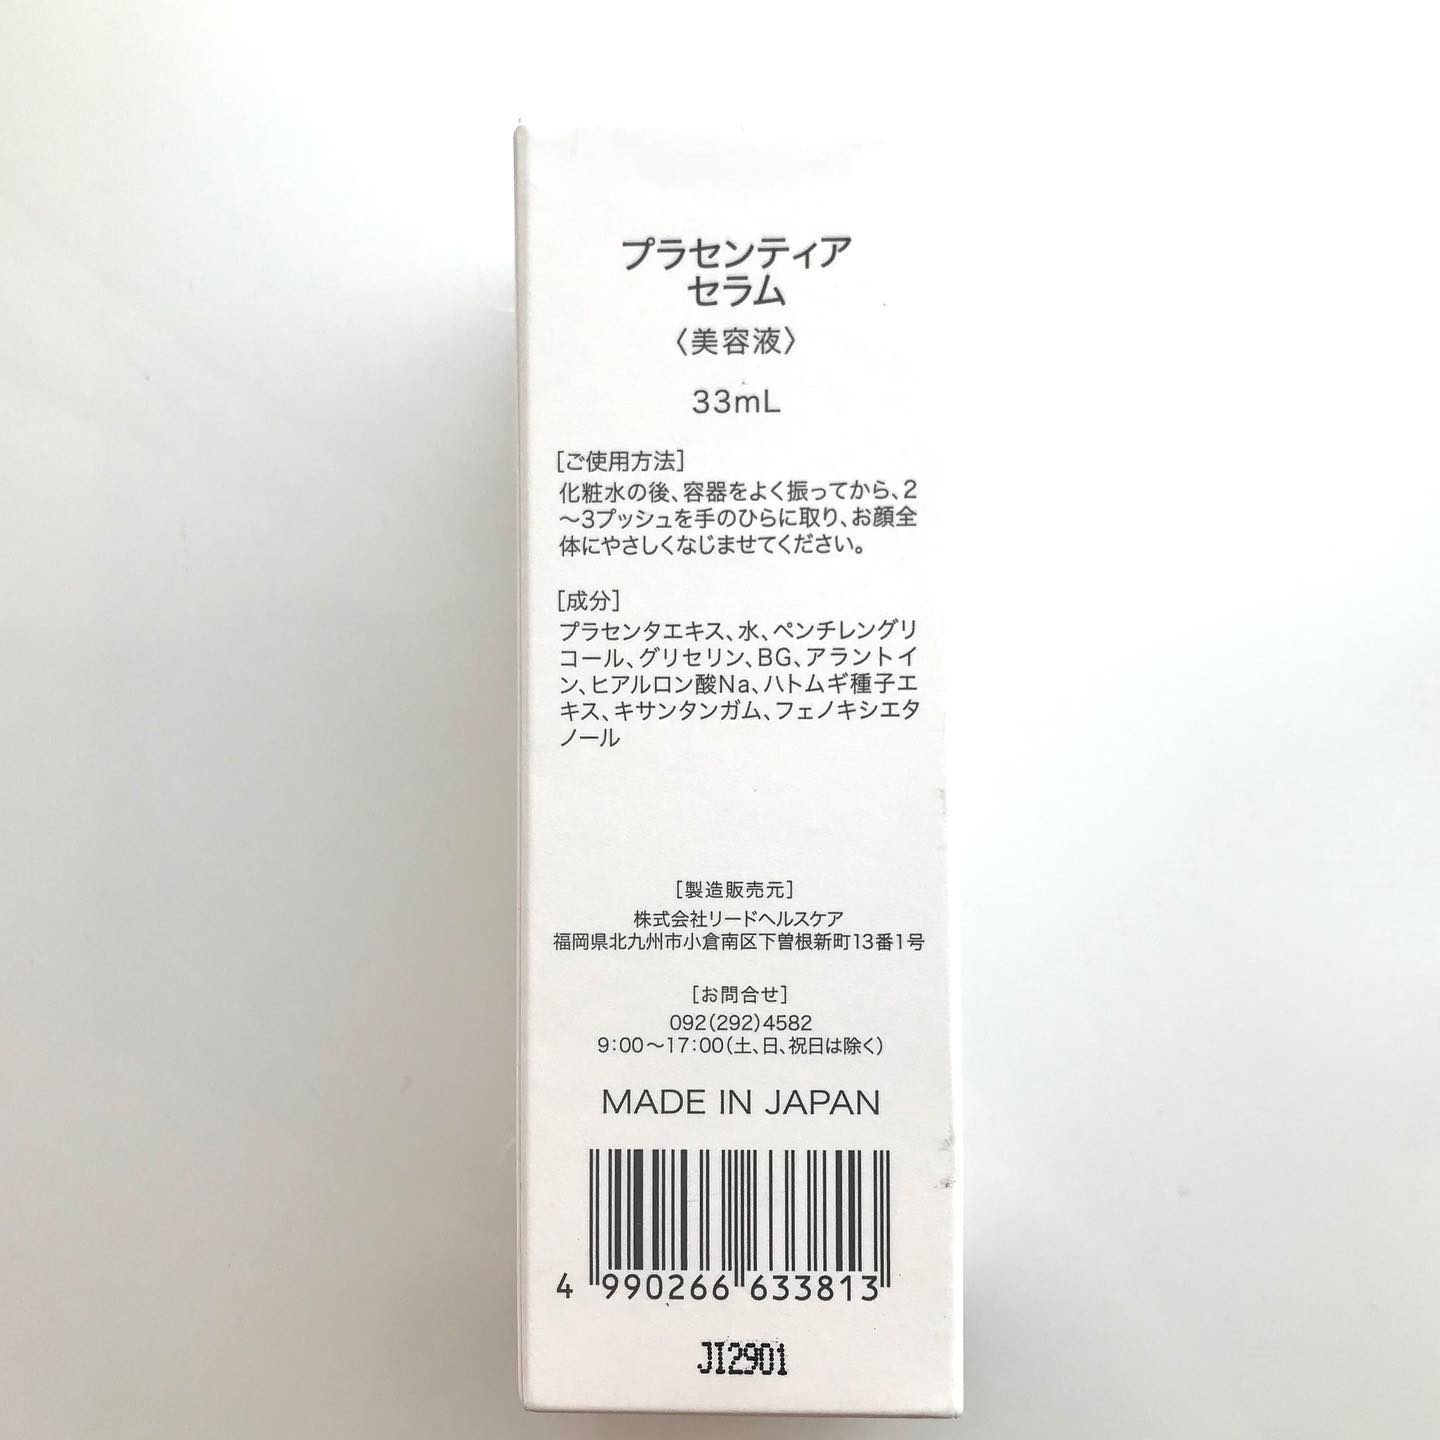 プラセンティア
セラム
〈美容液〉
33mL
[ご使用方法]
化粧水の後、容器をよく振ってから、2
〜3プッシュを手のひらに取り、お顔全
体にやさしくなじませてください。
[成分]
プラセンタエキス、水、ペンチレングリ
コール、グリセリン、BG、アラントイ
ン、ヒアルロン酸Na、ハトムギ種子エ
キス、キサンタンガム、フェノキシエタ
ノール
[製造販売元]
株式会社リードヘルスケア
福岡県北九州市小倉南区下曽根新町13番1号
[お問合せ]
092(292)4582
9:00〜17:00(土、日、祝日は除く)
MADE IN JAPAN
4 990266 633813
JI2901